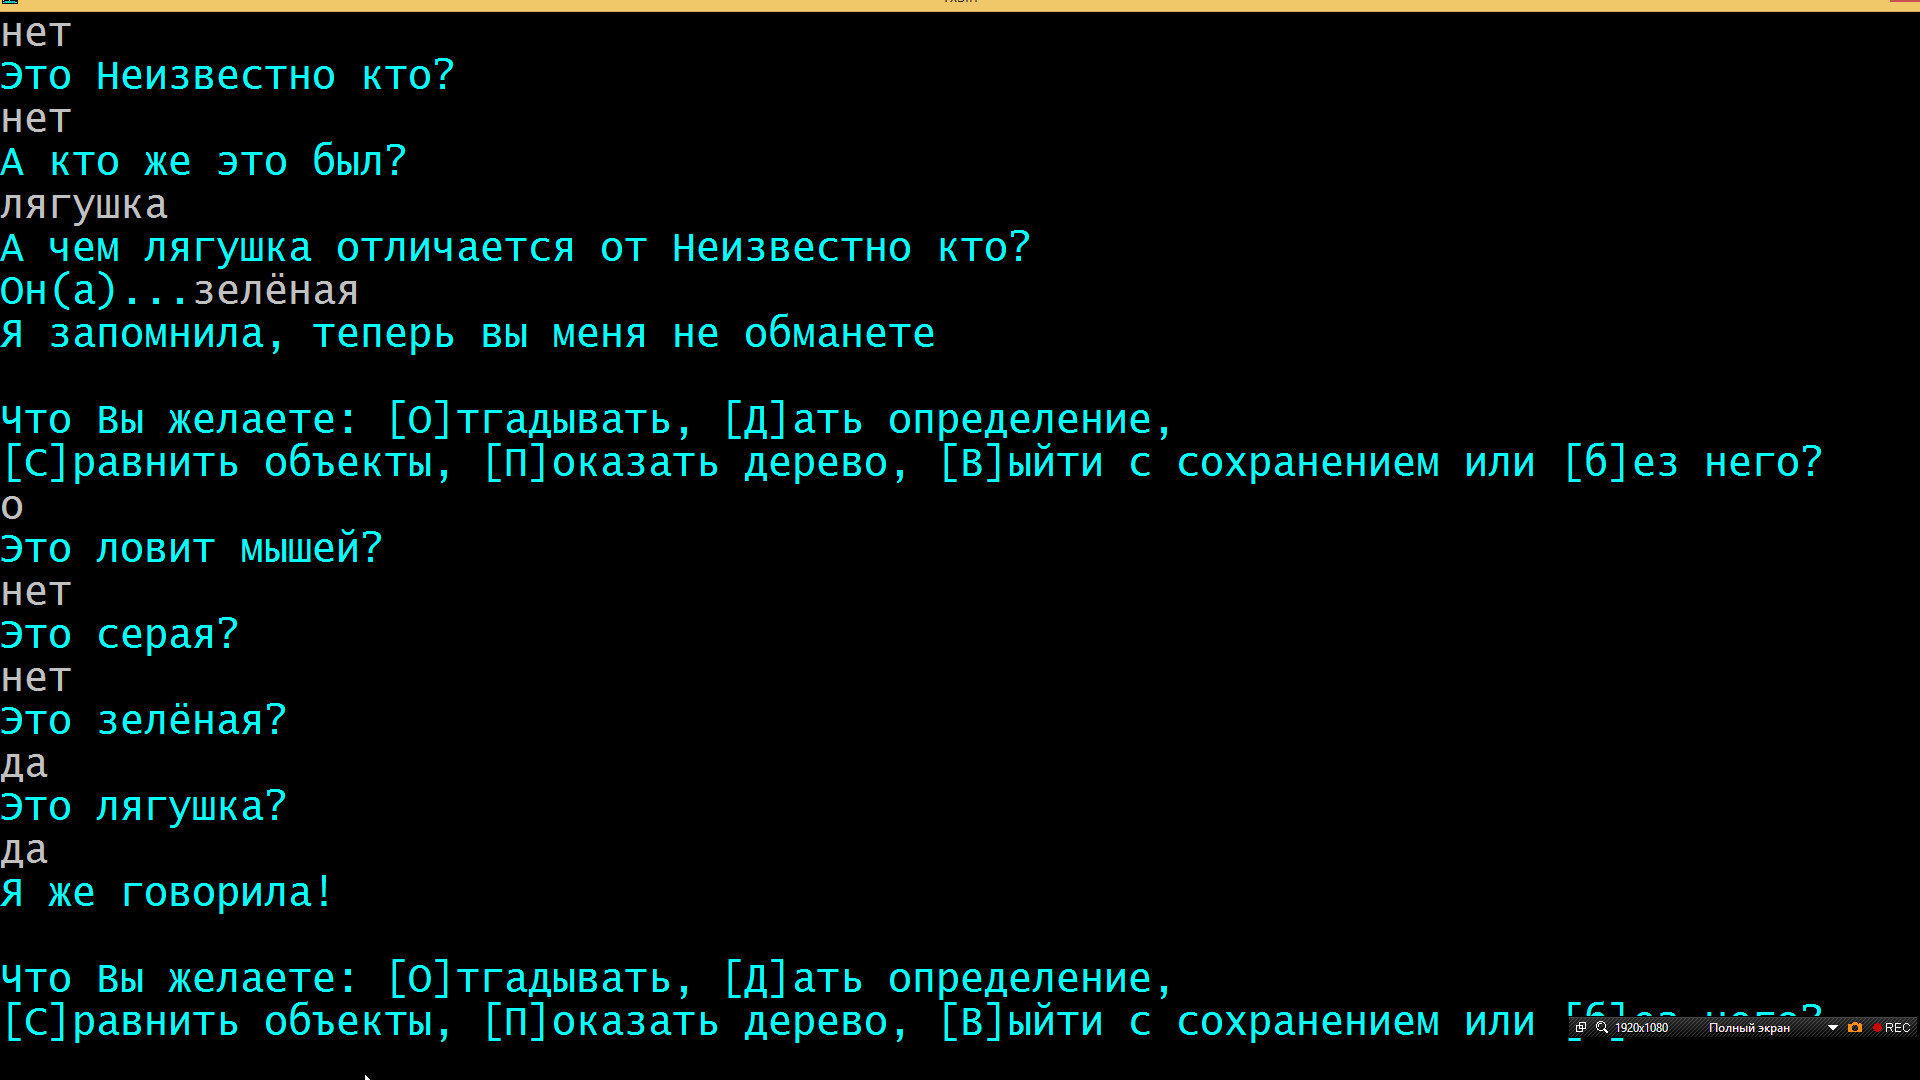 нет
Это Неизвестно кто?
нет
А кто же это был?
лягушка
А чем лягушка отличается от Неизвестно кто?
Он(а)...зелёная
Я запомнила, теперь вы меня не обманете
Что Вы желаете: [О]тгадывать, [Д]ать определение,
[С]равнить объекты, [П]оказать дерево, [В]ыйти с сохранением или [б]ез него?
о
Это ловит мышей?
нет
Это серая?
нет
Это зелёная?
да
Это лягушка?
да
Я же говорила!
Что Вы желаете: [О]тгадывать, [Д]ать определение,
[С]равнить объекты, [П]оказать дерево, [В]ыйти с сохранением или [б]ез него?
1920x1080 Полный экран REC